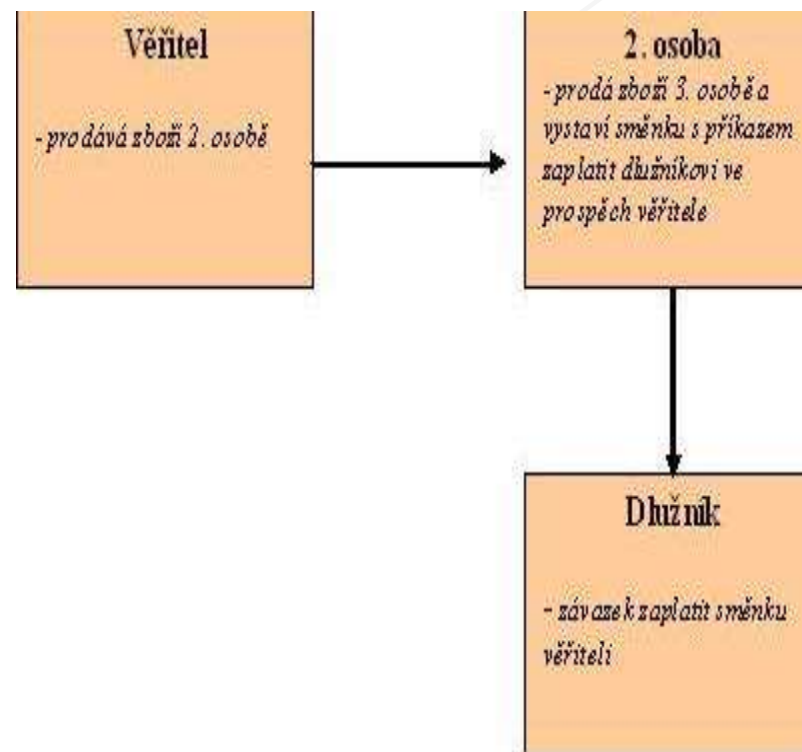 Věřitel
- prodává zboží 2. osobě
2. osoba
- prodá zboží 3. osobě a
vystaví směnku s příkazem
zaplatit dlužníkovi ve
prospěch věřitele
Dlužník
- závazek zaplatit směnku
věřiteli